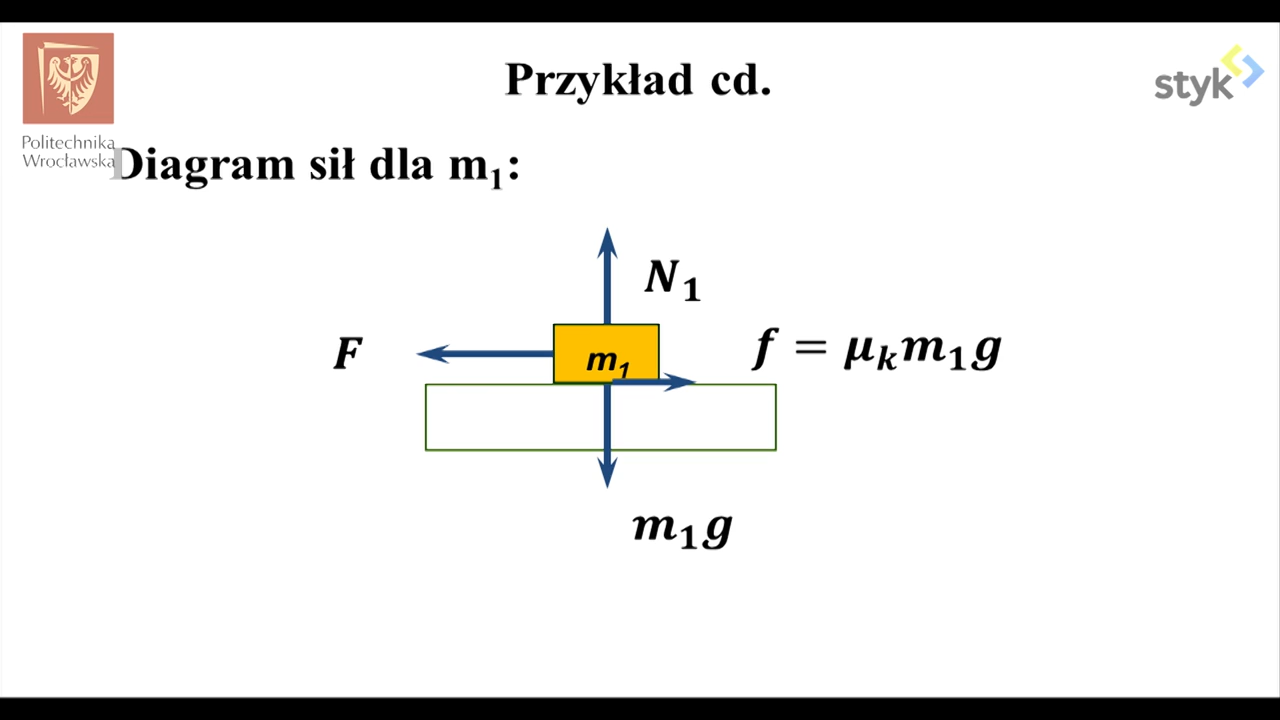 Przykład cd.
styk
Politechnika
Wrocławska
Diagram sił dla m₁:
N₁
F
m₁
f = μₖm₁g
m₁g